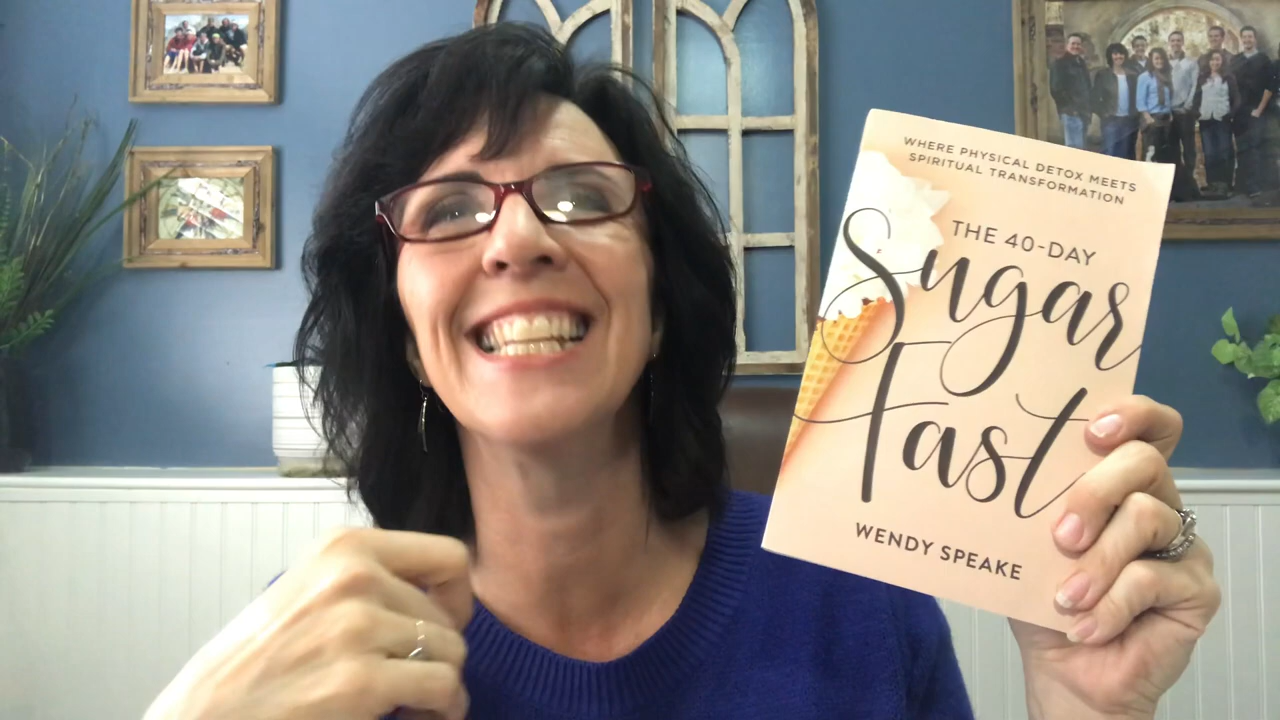 WHERE PHYSICAL DETOX MEETS
SPIRITUAL TRANSFORMATION
THE 40-DAY
Sugar
Fast
WENDY SPEAKE